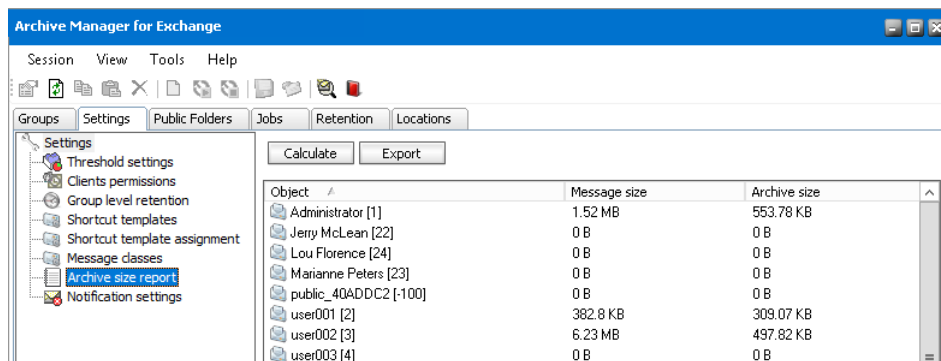 Archive Manager for Exchange
Session View Tools Help
Groups Settings Public Folders Jobs Retention Locations
Settings
Threshold settings
Clients permissions
Group level retention
Shortcut templates
Shortcut template assignment
Message classes
Archive size report
Notification settings
Calculate Export
Object Message size Archive size
Administrator [1] 1.52 MB 553.78 KB
Jerry McLean [22] 0 B 0 B
Lou Florence [24] 0 B 0 B
Marianne Peters [23] 0 B 0 B
public_40ADDC2 [-100] 0 B 0 B
user001 [2] 382.8 KB 309.07 KB
user002 [3] 6.23 MB 497.82 KB
user003 [4] 0 B 0 B